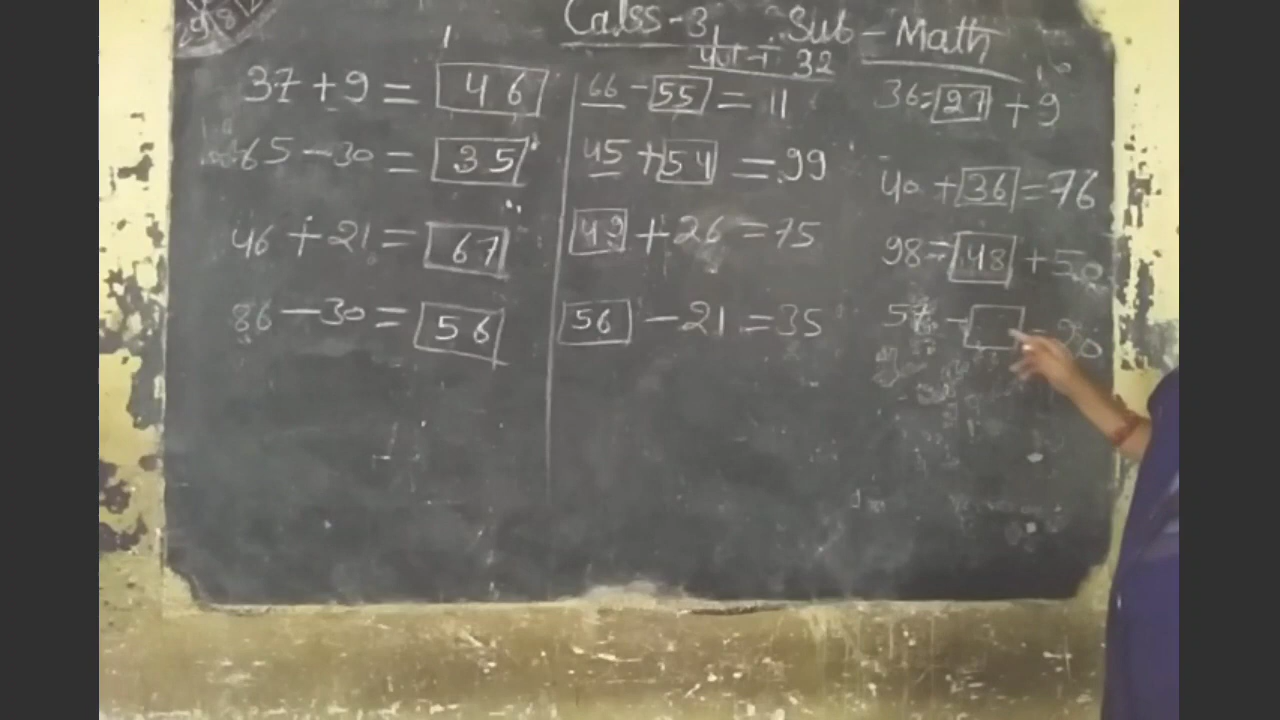 Calss-3 Sub - Math
32
37 + 9 = 46
65 - 30 = 35
46 + 21 = 67
86 - 30 = 56
66 - 55 = 11
45 + 54 = 99
49 + 26 = 75
56 - 21 = 35
36 = 27 + 9
40 + 36 = 76
98 = 48 + 50